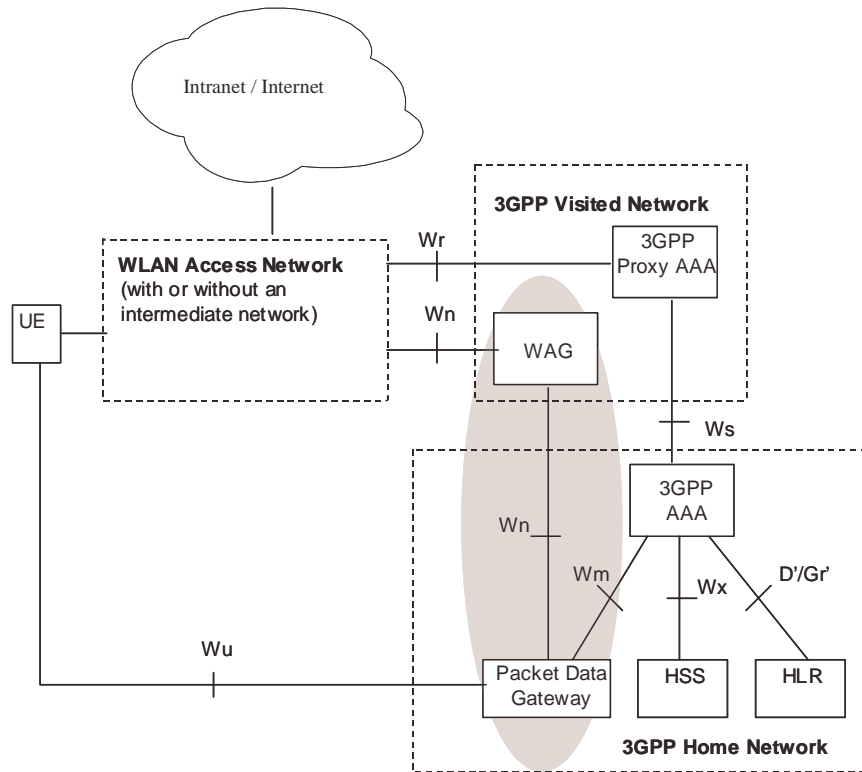 Intranet / Internet
3GPP Visited Network
Wr
3GPP
Proxy AAA
WLAN Access Network
(with or without an
intermediate network)
UE
Wn
WAG
Ws
3GPP
AAA
Wn
Wm
Wx
D'/Gr'
Wu
Packet Data
Gateway
HSS
HLR
3GPP Home Network